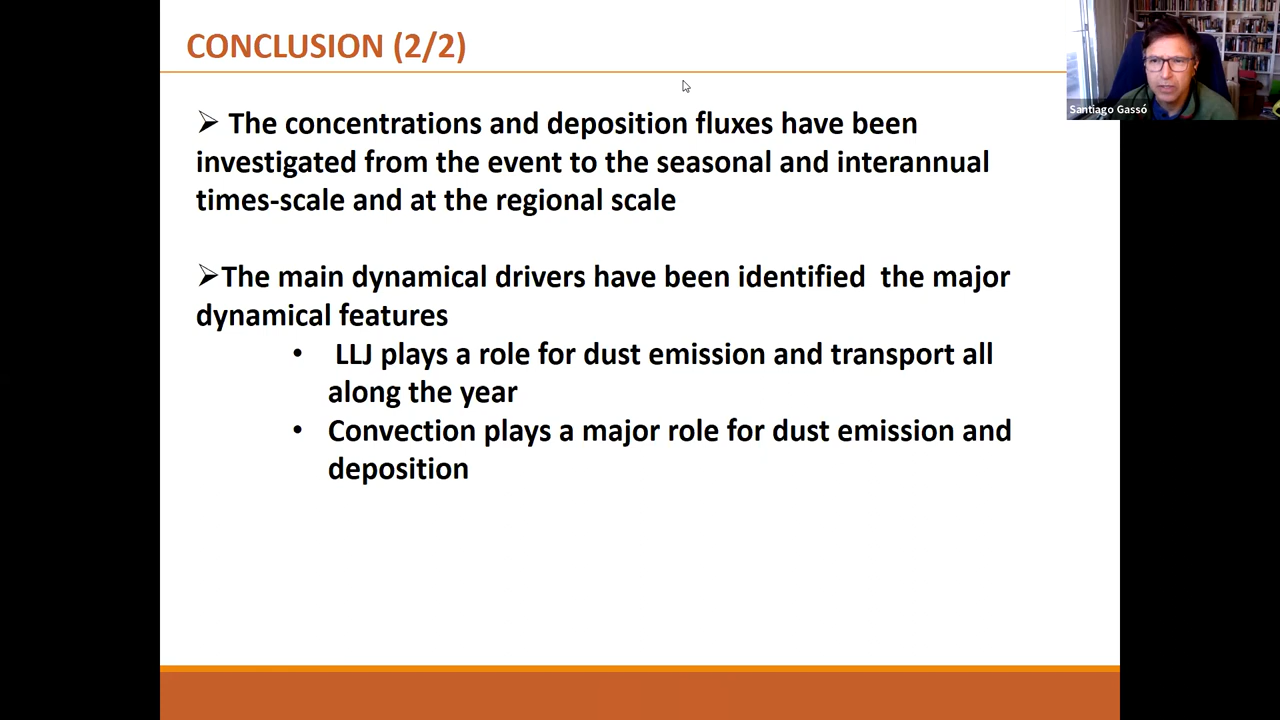 CONCLUSION (2/2)
Santiago Gassó
➢ The concentrations and deposition fluxes have been
investigated from the event to the seasonal and interannual
times-scale and at the regional scale
➢The main dynamical drivers have been identified  the major
dynamical features
• LLJ plays a role for dust emission and transport all
along the year
• Convection plays a major role for dust emission and
deposition